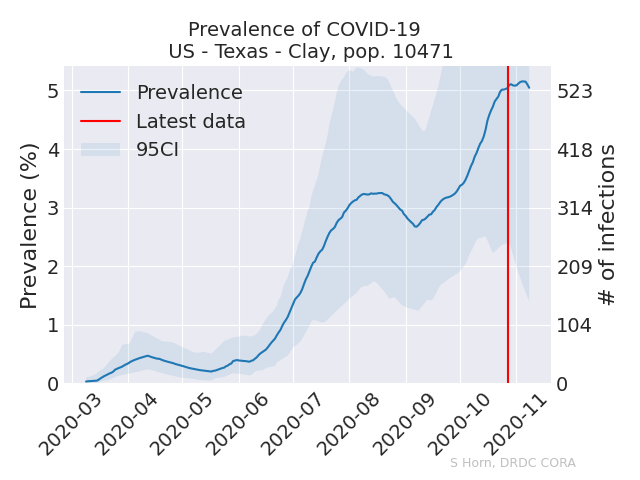 Prevalence of COVID-19
US - Texas - Clay, pop. 10471
Prevalence
Latest data
95CI
Prevalence (%)
5
4
3
2
1
0
523
418
314
209
104
0
# of infections
2020-03
2020-04
2020-05
2020-06
2020-07
2020-08
2020-09
2020-10
2020-11
S Horn, DRDC CORA